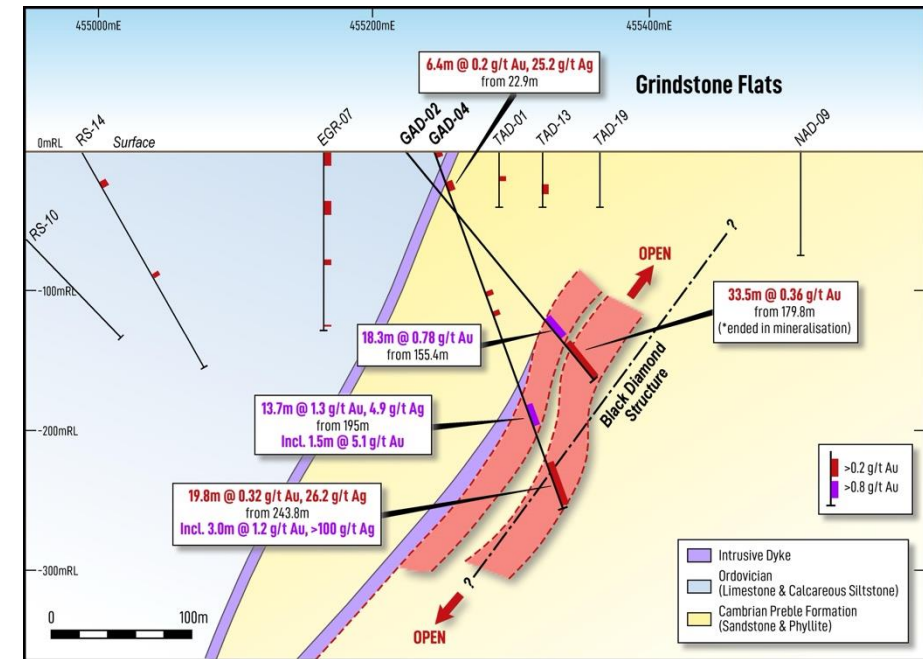 455000mE
455200mE
455400mE
6.4m @ 0.2 g/t Au, 25.2 g/t Ag
from 22.9m
Grindstone Flats
0mRL
RS-14
Surface
EGR-07
GAD-02
GAD-04
TAD-01
TAD-13
TAD-19
NAD-09
RS-10
?
OPEN
-100mRL
33.5m @ 0.36 g/t Au
from 179.8m
(*ended in mineralisation)
18.3m @ 0.78 g/t Au
from 155.4m
Black Diamond
Structure
13.7m @ 1.3 g/t Au, 4.9 g/t Ag
from 195m
Incl. 1.5m @ 5.1 g/t Au
-200mRL
>0.2 g/t Au
>0.8 g/t Au
19.8m @ 0.32 g/t Au, 26.2 g/t Ag
from 243.8m
Incl. 3.0m @ 1.2 g/t Au, >100 g/t Ag
-300mRL
?
OPEN
0
100m
Intrusive Dyke
Ordovician
(Limestone & Calcareous Siltstone)
Cambrian Preble Formation
(Sandstone & Phyllite)